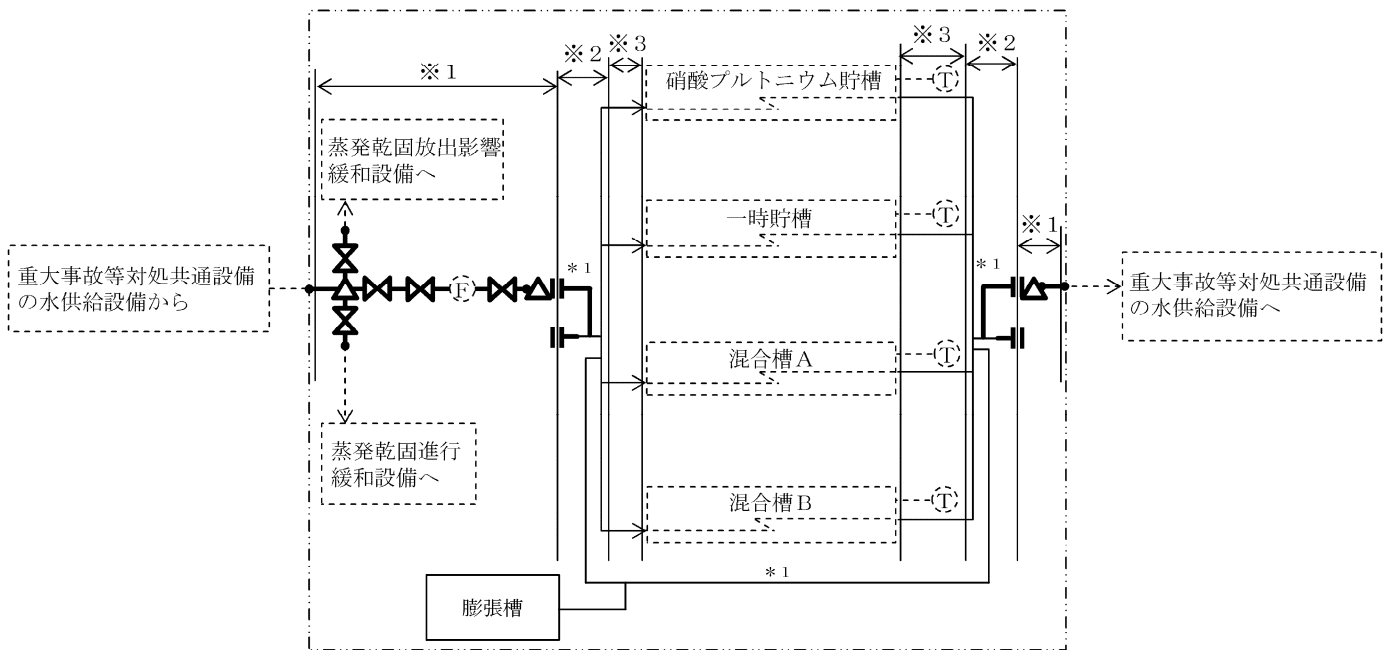 ※1
※2
※3
※3
※2
硝酸プルトニウム貯槽
T
蒸発乾固放出影響
緩和設備へ
一時貯槽
T
※1
重大事故等対処共通設備
の水供給設備から
F
*1
*1
重大事故等対処共通設備
の水供給設備へ
混合槽A
T
蒸発乾固進行
緩和設備へ
混合槽B
T
*1
膨張槽